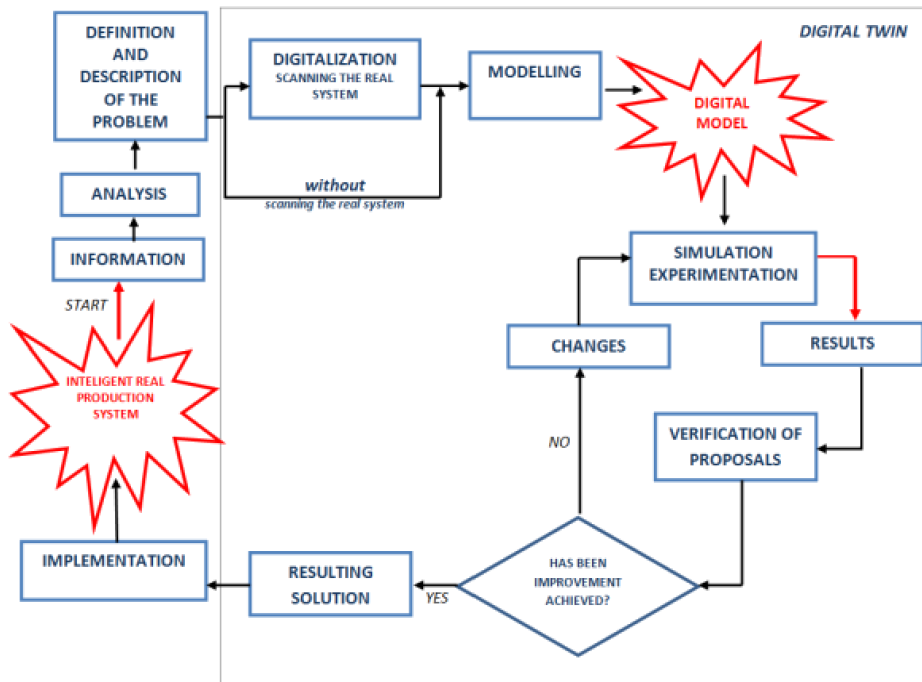 DEFINITION
AND
DESCRIPTION
OF THE
PROBLEM
DIGITALIZATION
SCANNING THE REAL
SYSTEM
MODELLING
DIGITAL TWIN
DIGITAL
MODEL
without
scanning the real system
ANALYSIS
INFORMATION
START
INTELIGENT REAL
PRODUCTION
SYSTEM
SIMULATION
EXPERIMENTATION
CHANGES
RESULTS
NO
VERIFICATION OF
PROPOSALS
HAS BEEN
IMPROVEMENT
ACHIEVED?
YES
RESULTING
SOLUTION
IMPLEMENTATION